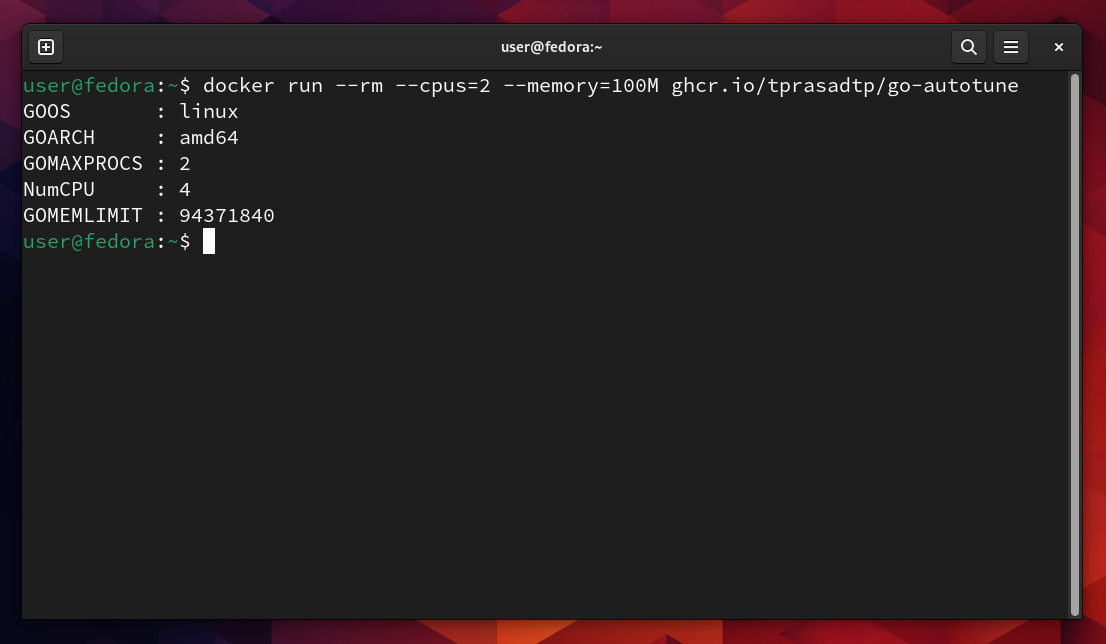 user@fedora:~
user@fedora:~$ docker run --rm --cpus=2 --memory=100M ghcr.io/tprasadtp/go-autotune
GOOS       : linux
GOARCH     : amd64
GOMAXPROCS : 2
NumCPU     : 4
GOMEMLIMIT : 94371840
user@fedora:~$